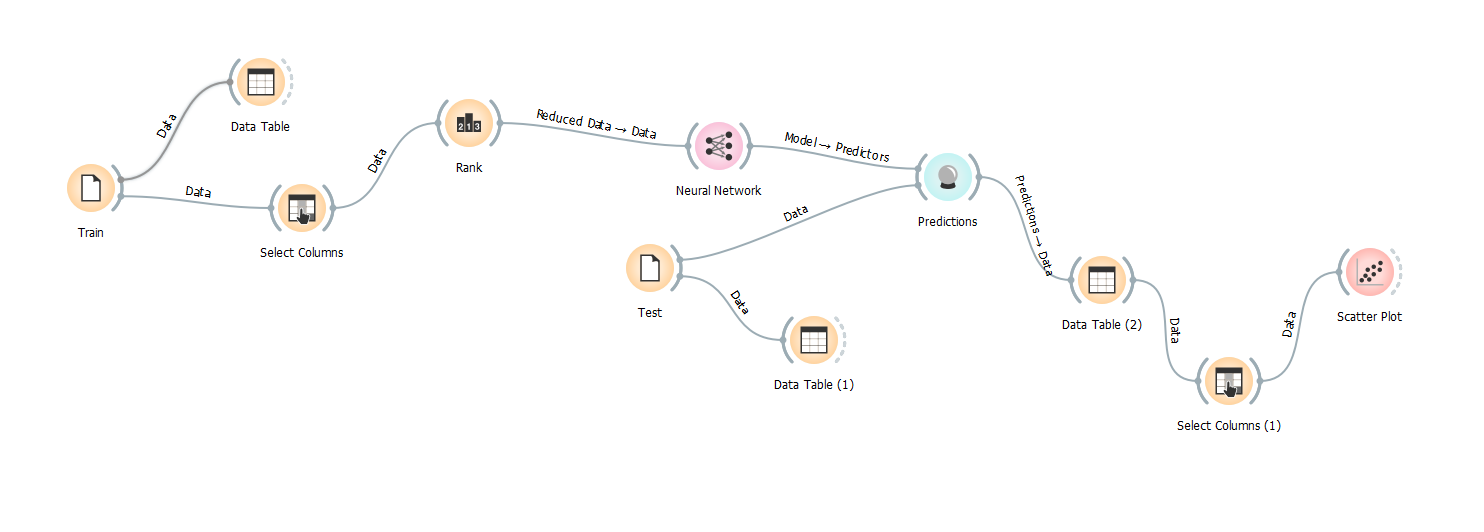 Data
Data Table
Data
Train
Select Columns
Data
213
Rank
Reduced Data → Data
Neural Network
Model → Predictors
Predictions
Data
Test
Data
Data Table (1)
Predictions → Data
Data Table (2)
Data
Select Columns (1)
Data
Scatter Plot